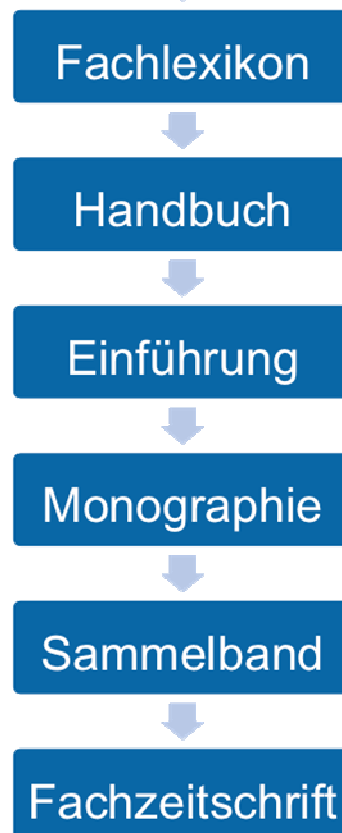 Fachlexikon
Handbuch
Einführung
Monographie
Sammelband
Fachzeitschrift